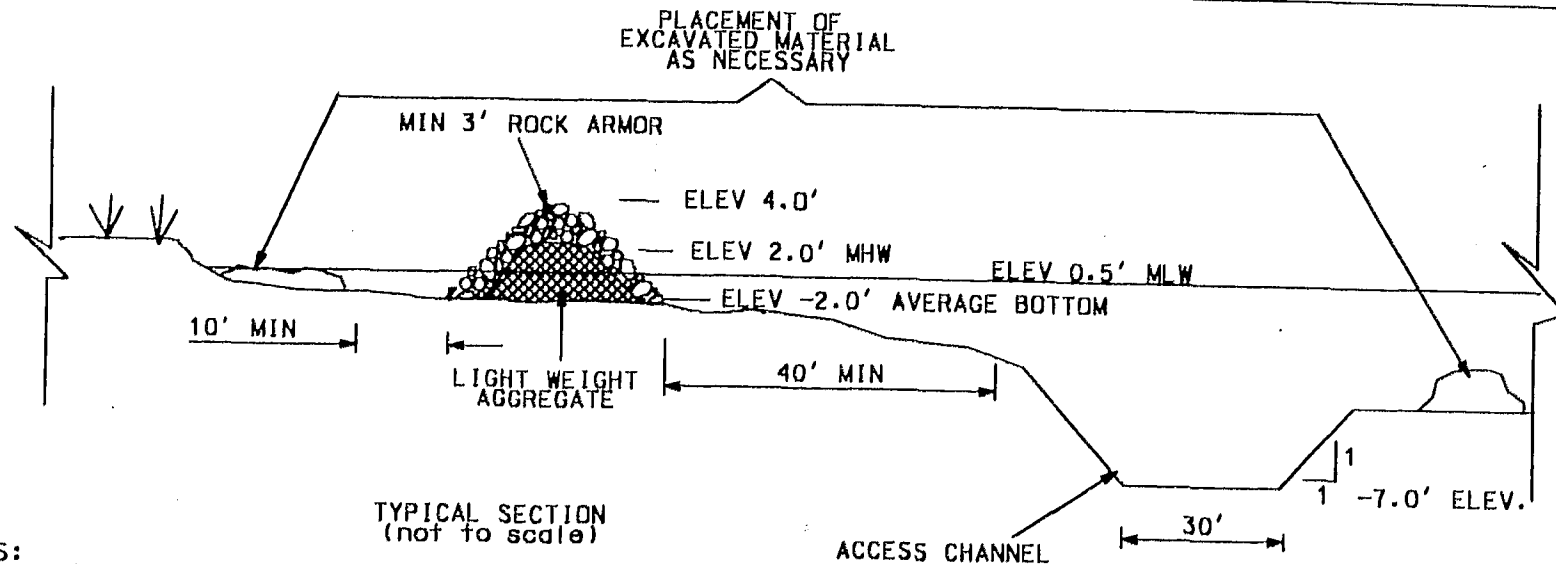 PLACEMENT OF
EXCAVATED MATERIAL
AS NECESSARY
MIN 3' ROCK ARMOR
ELEV 4.0'
ELEV 2.0' MHW
ELEV 0.5' MLW
ELEV -2.0' AVERAGE BOTTOM
10' MIN
LIGHT WEIGHT
AGGREGATE
40' MIN
1
1
-7.0' ELEV.
TYPICAL SECTION
(not to scale)
30'
ACCESS CHANNEL
S: